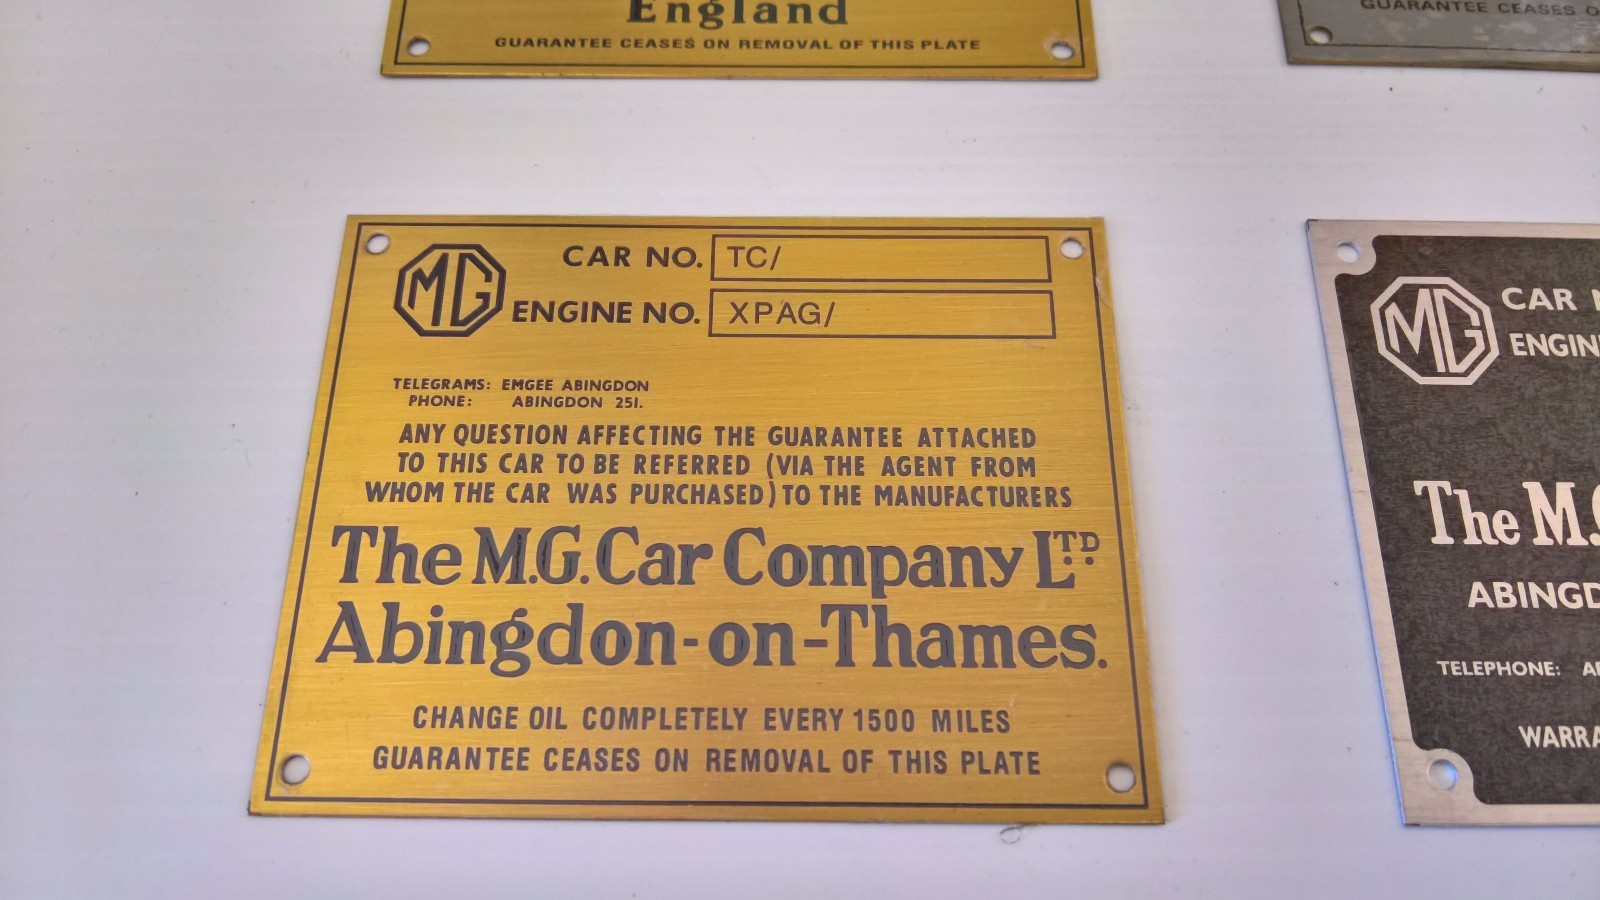 England
GUARANTEE CEASES ON REMOVAL OF THIS PLATE
GUARANTEE CEASES
MG
CAR NO. TC/
ENGINE NO. XPAG/
TELEGRAMS: EMGEE ABINGDON
PHONE: ABINGDON 251.
ANY QUESTION AFFECTING THE GUARANTEE ATTACHED
TO THIS CAR TO BE REFERRED (VIA THE AGENT FROM
WHOM THE CAR WAS PURCHASED) TO THE MANUFACTURERS
The M.G. Car Company LTD
Abingdon-on-Thames.
CHANGE OIL COMPLETELY EVERY 1500 MILES
GUARANTEE CEASES ON REMOVAL OF THIS PLATE
MG
CAR
ENGIN
The M.
ABINGD
TELEPHONE:
WARRA